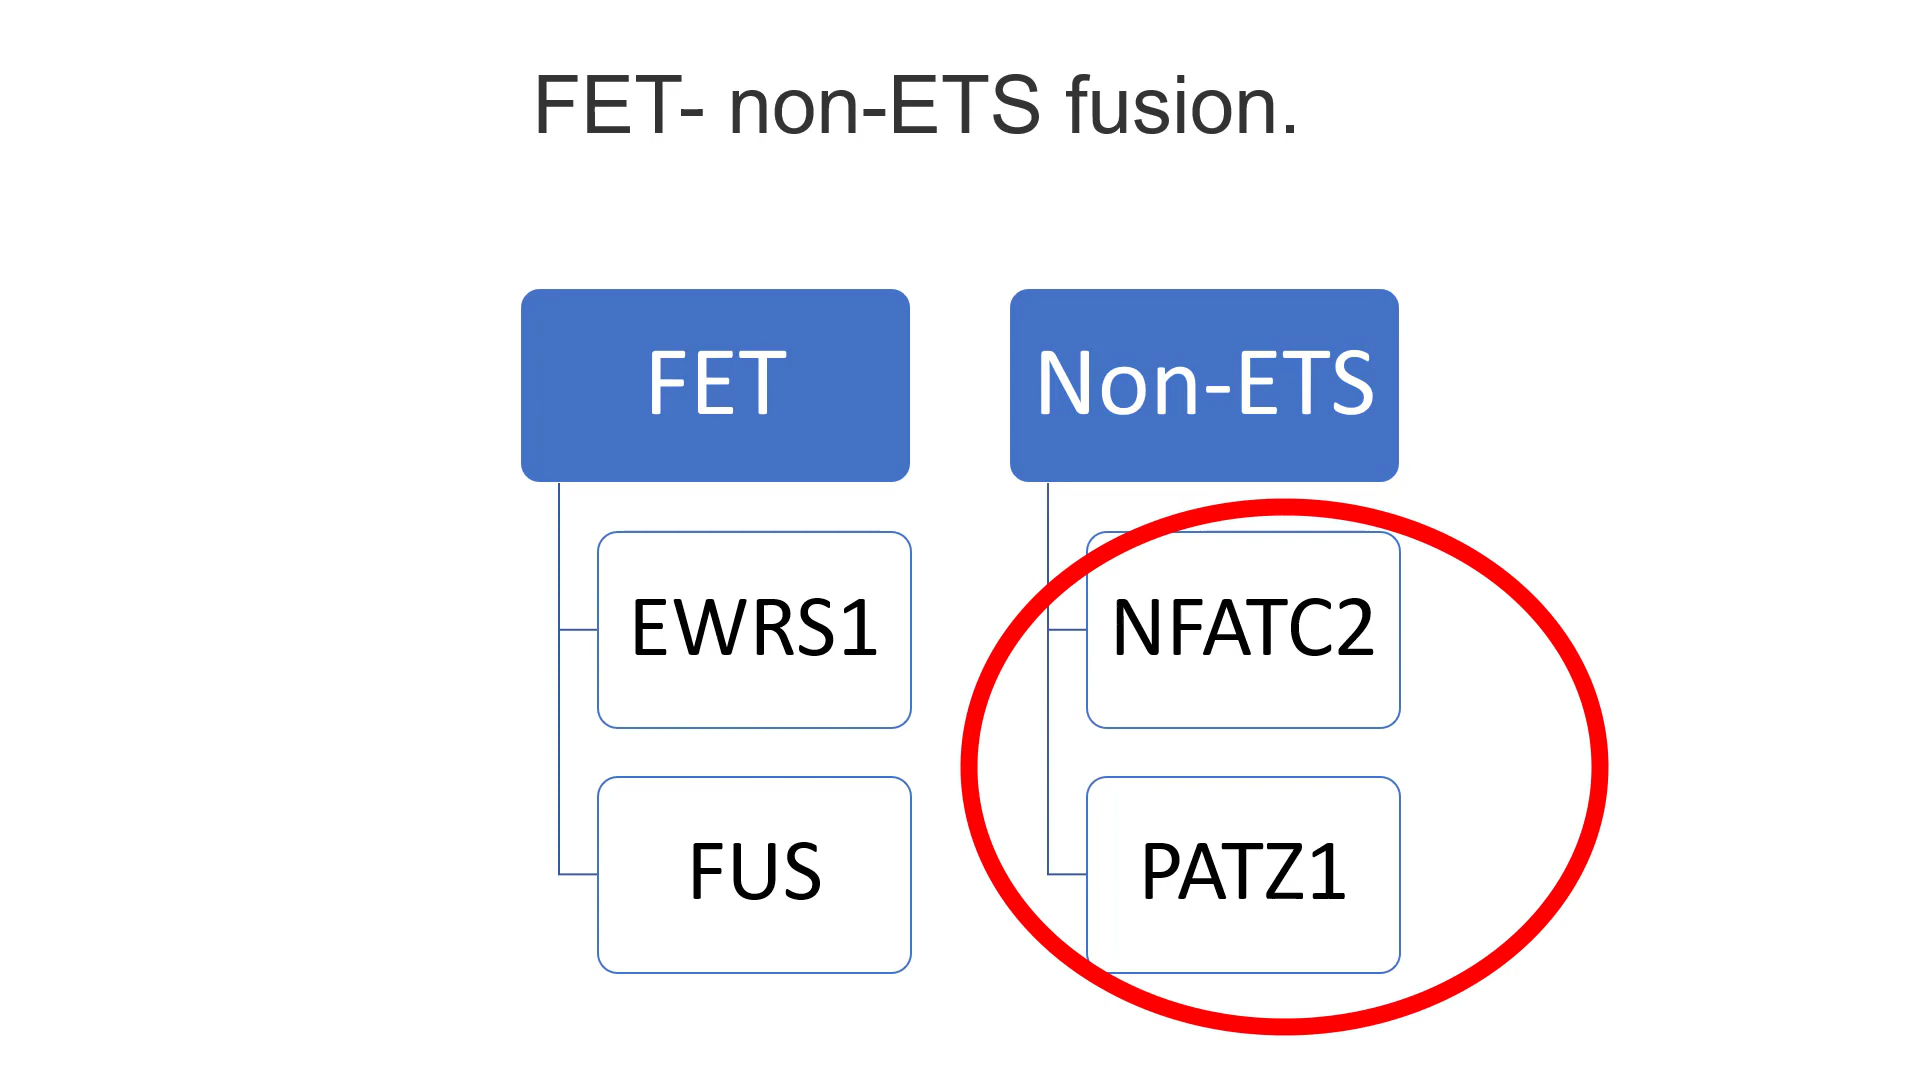 FET- non-ETS fusion.
FET
EWRS1
FUS
Non-ETS
NFATC2
PATZ1